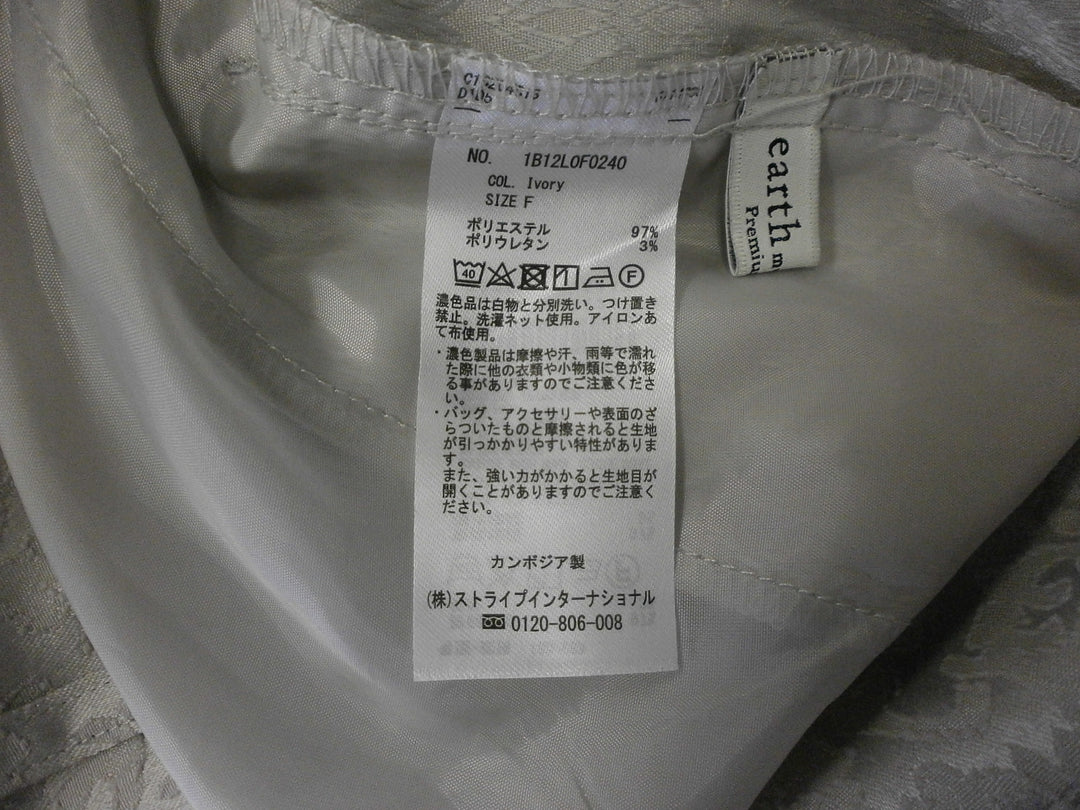 NO. 1B12L0F0240
COL. Ivory
SIZE F
ポリエステル 97%
ポリウレタン 3%
40
F
濃色品は白物と分別洗い。つけ置き
禁止。洗濯ネット使用。アイロンあ
て布使用。
・濃色製品は摩擦や汗、雨等で濡れ
た際に他の衣類や小物類に色が移
る事がありますのでご注意くださ
い。
・バッグ、アクセサリーや表面のざ
らついたものと摩擦されると生地
が引っかかりやすい特性がありま
す。
また、強い力がかかると生地目が
開くことがありますのでご注意く
ださい。
カンボジア製
(株)ストライプインターナショナル
0120-806-008
earth m
Premiu